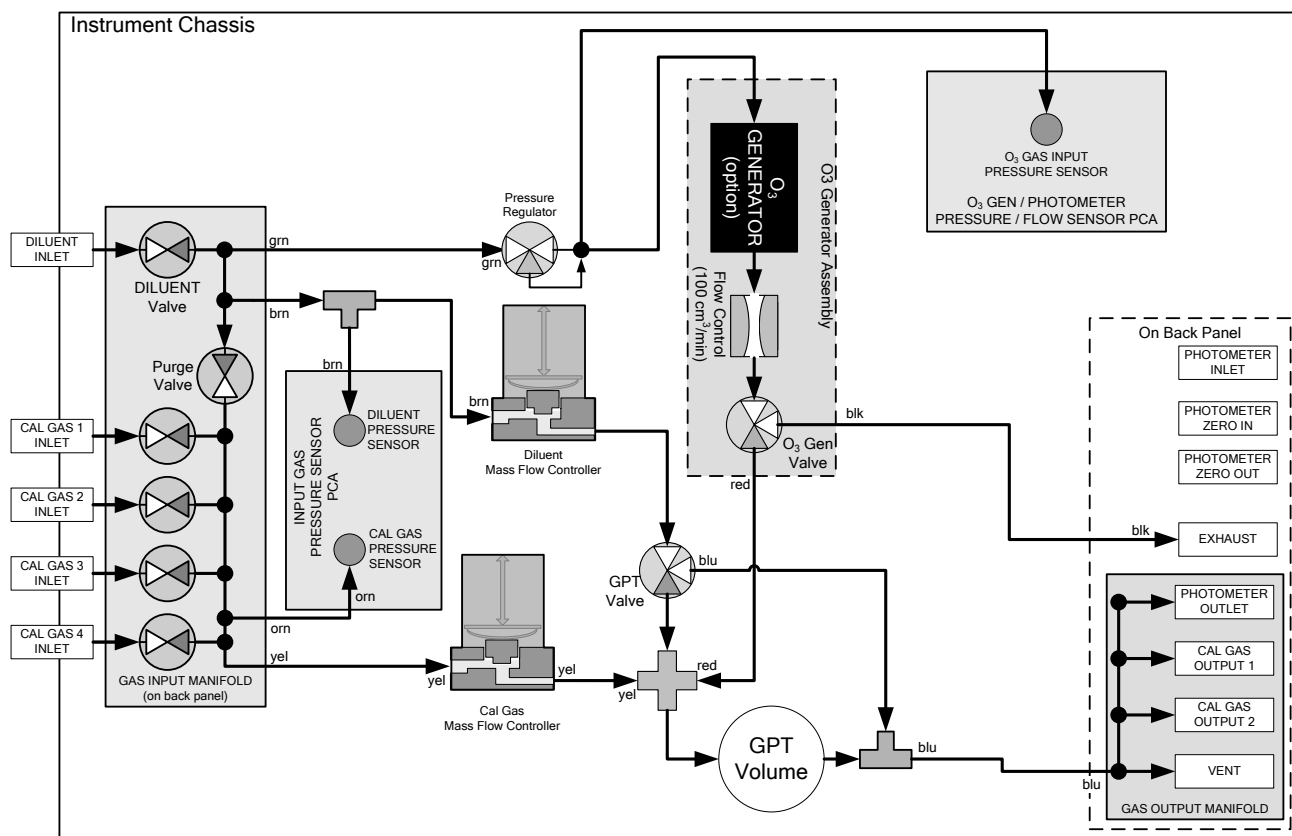 Instrument Chassis
DILUENT
INLET
DILUENT
Valve
grn
grn
Pressure
Regulator
O3
GENERATOR
(option)
O3 Generator Assembly
Flow Control
(100 cm3/min)
O3 GAS INPUT
PRESSURE SENSOR
O3 GEN / PHOTOMETER
PRESSURE / FLOW SENSOR PCA
brn
Purge
Valve
brn
DILUENT
PRESSURE
SENSOR
INPUT GAS
PRESSURE SENSOR
PCA
CAL GAS
PRESSURE
SENSOR
orn
orn
brn
Diluent
Mass Flow Controller
O3 Gen
Valve
blk
red
On Back Panel
PHOTOMETER
INLET
PHOTOMETER
ZERO IN
PHOTOMETER
ZERO OUT
blk
EXHAUST
CAL GAS 1
INLET
CAL GAS 2
INLET
CAL GAS 3
INLET
CAL GAS 4
INLET
GAS INPUT MANIFOLD
(on back panel)
yel
yel
yel
yel
Cal Gas
Mass Flow Controller
GPT
Valve
blu
red
GPT
Volume
blu
blu
PHOTOMETER
OUTLET
CAL GAS
OUTPUT 1
CAL GAS
OUTPUT 2
VENT
GAS OUTPUT MANIFOLD